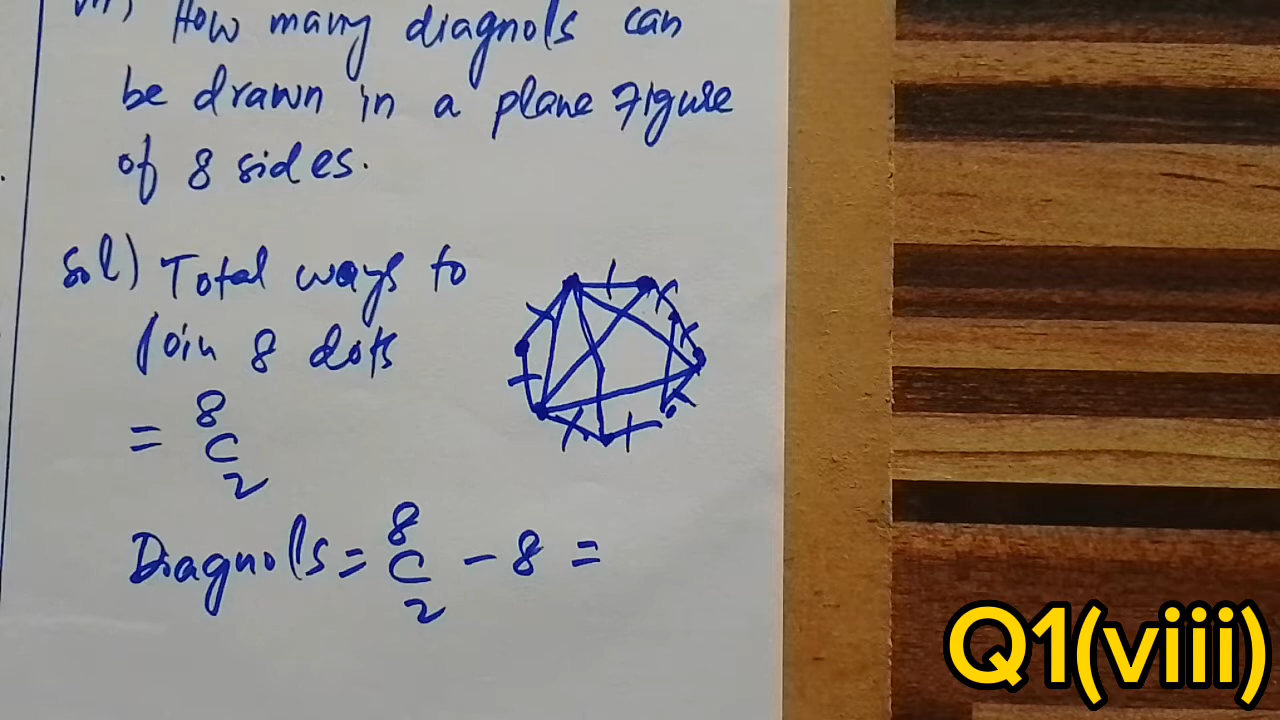 How many diagnols can
be drawn in a plane Figure
of 8 sides.
Sol) Total ways to
Join 8 dots
= ⁸C₂
Diagnols = ⁸C₂ - 8 =
Q1(viii)